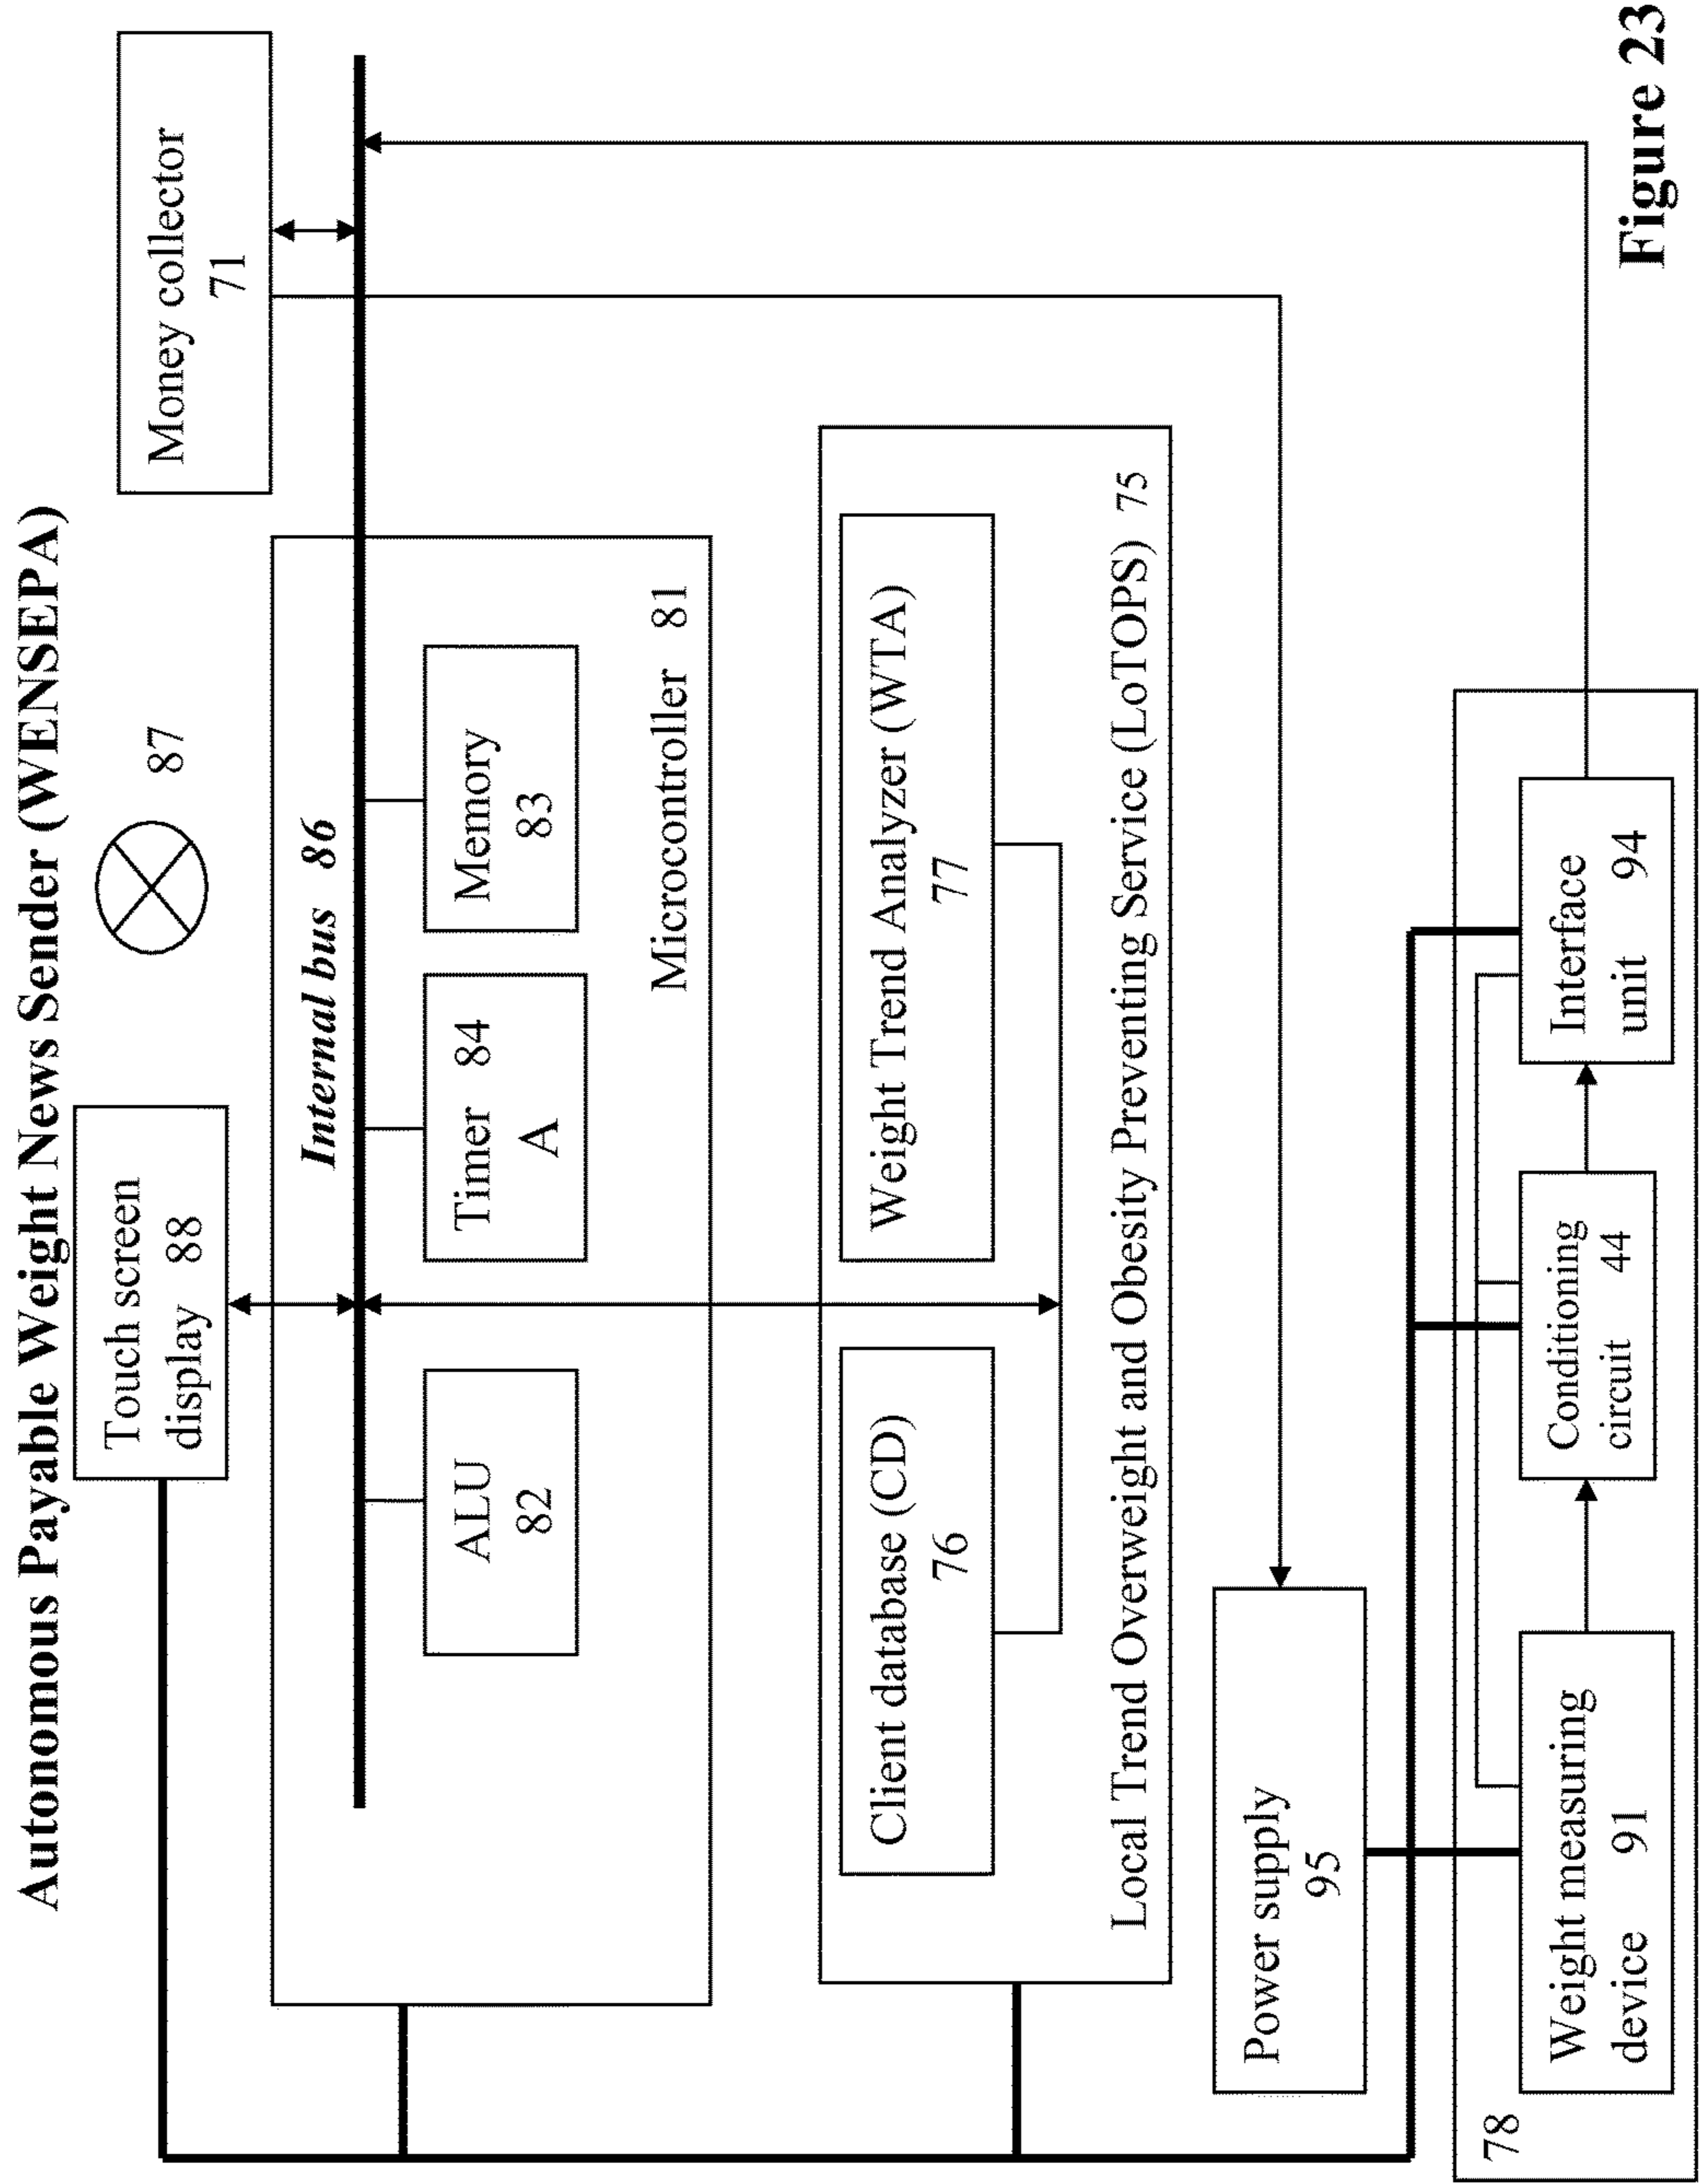 Autonomous Payable Weight News Sender (WENSEPA)
Touch screen
display 88
87
Money collector
71
Internal bus 86
ALU
82
Timer 84
A
Memory
83
Microcontroller 81
Client database (CD)
76
Weight Trend Analyzer (WTA)
77
Local Trend Overweight and Obesity Preventing Service (LoTOPS) 75
Power supply
95
78
Weight measuring
device 91
Conditioning
circuit 44
Interface
unit 94
Figure 23